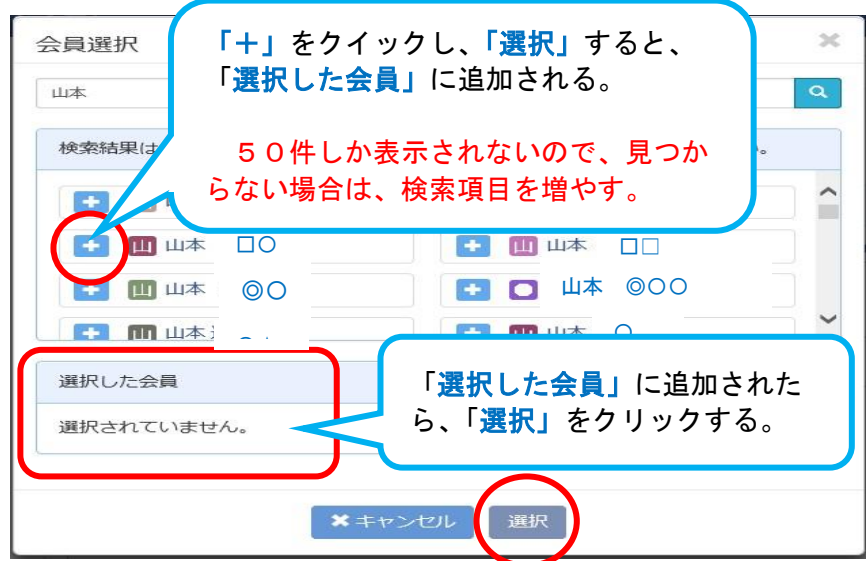 会員選択
「＋」をクイックし、「選択」すると、
「選択した会員」に追加される。
５０件しか表示されないので、見つか
らない場合は、検索項目を増やす。
山本
検索結果は
山本 □〇
山本 □□
山本 ◎〇
山本 ◎〇〇
山本
山本 〇
選択した会員
選択されていません。
「選択した会員」に追加された
ら、「選択」をクリックする。
キャンセル
選択